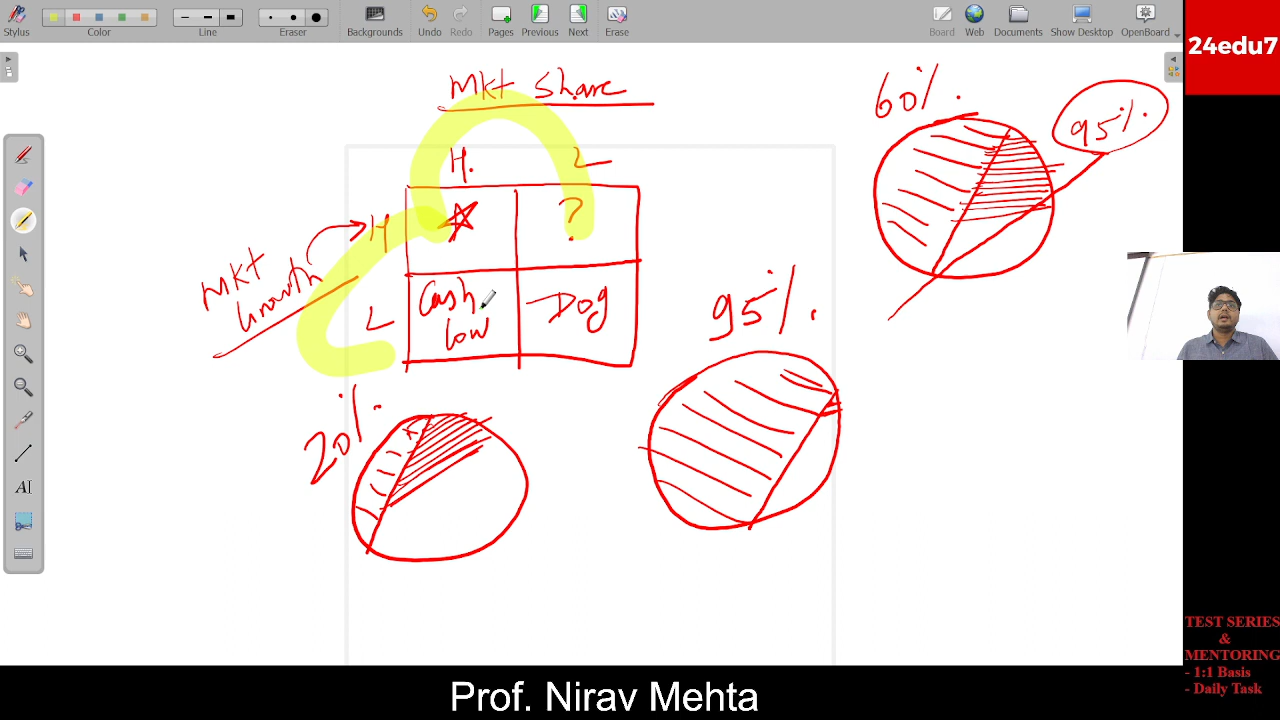 Stylus
Color
Line
Eraser
Backgrounds
Undo
Redo
Pages
Previous
Next
Erase
Board
Web
Documents
Show Desktop
OpenBoard
24edu7
Mkt Share
60%.
95%.
H. L
H
Mkt
Growth
L
?
Cash
Cow
Dog
95%.
20%.
AI
TEST SERIES
&
MENTORING
- 1:1 Basis
- Daily Task
Prof. Nirav Mehta